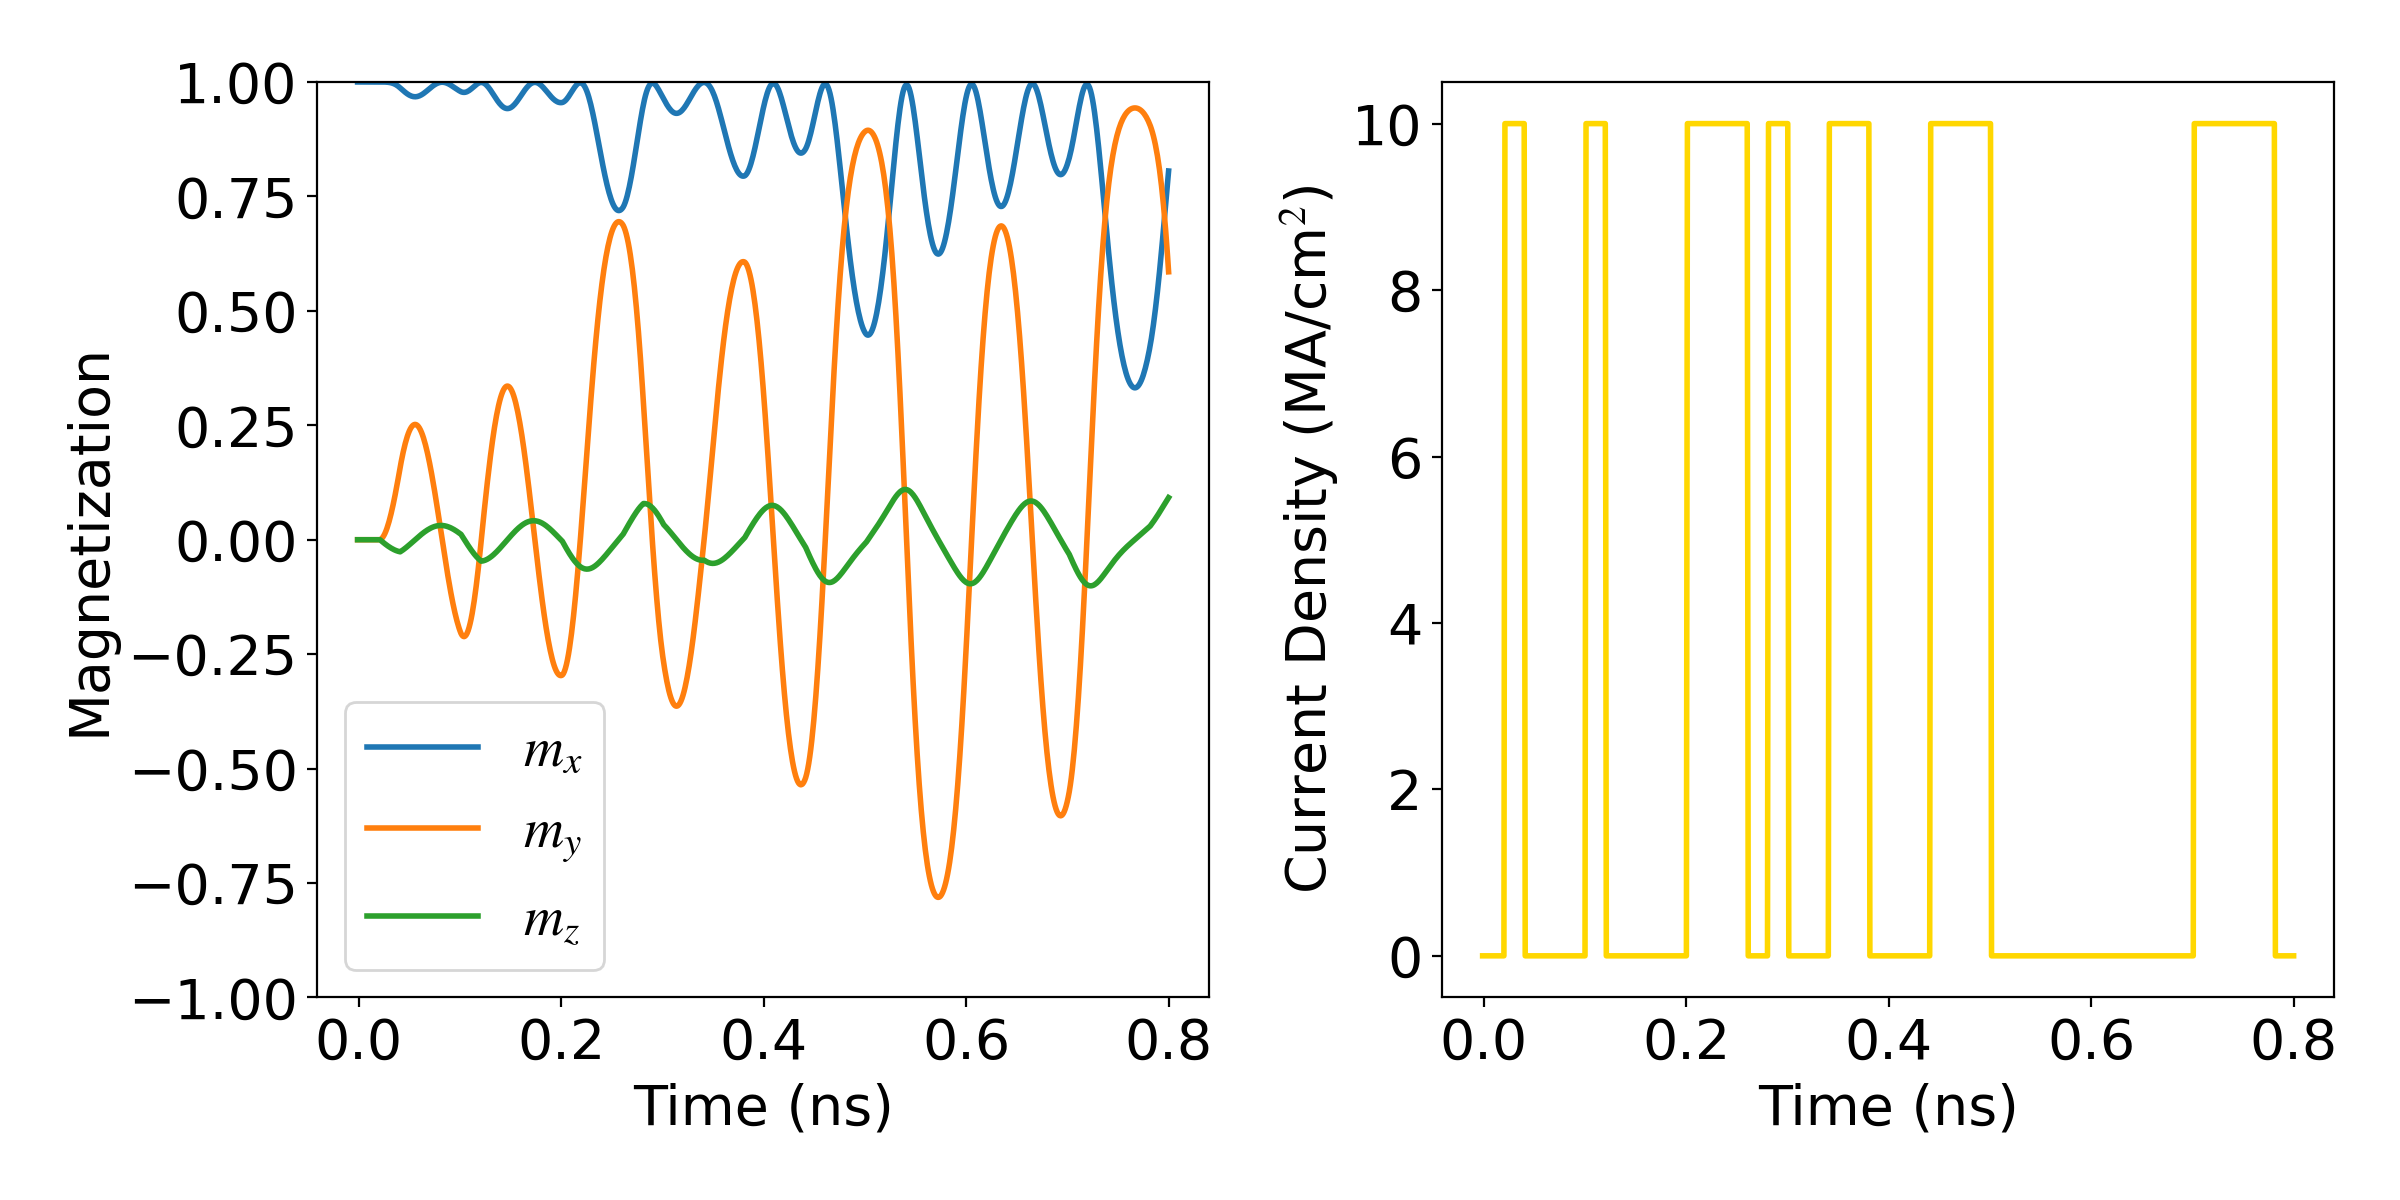 1.00
0.75
0.50
0.25
0.00
−0.25
−0.50
−0.75
−1.00
Magnetization
m_x
m_y
m_z
0.0 0.2 0.4 0.6 0.8
Time (ns)
10
8
6
4
2
0
Current Density (MA/cm²)
0.0 0.2 0.4 0.6 0.8
Time (ns)